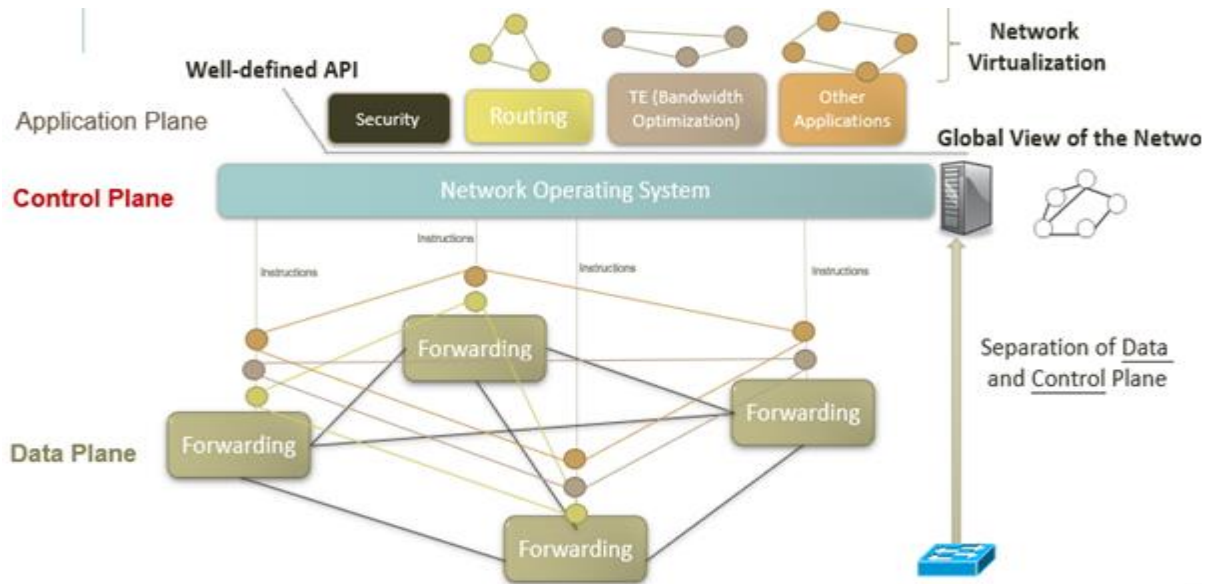 Network
Virtualization
Well-defined API
Application Plane
Security
Routing
TE (Bandwidth
Optimization)
Other
Applications
Global View of the Netwo
Control Plane
Network Operating System
Instructions
Instructions
Instructions
Instructions
Forwarding
Separation of Data
and Control Plane
Forwarding
Forwarding
Data Plane
Forwarding